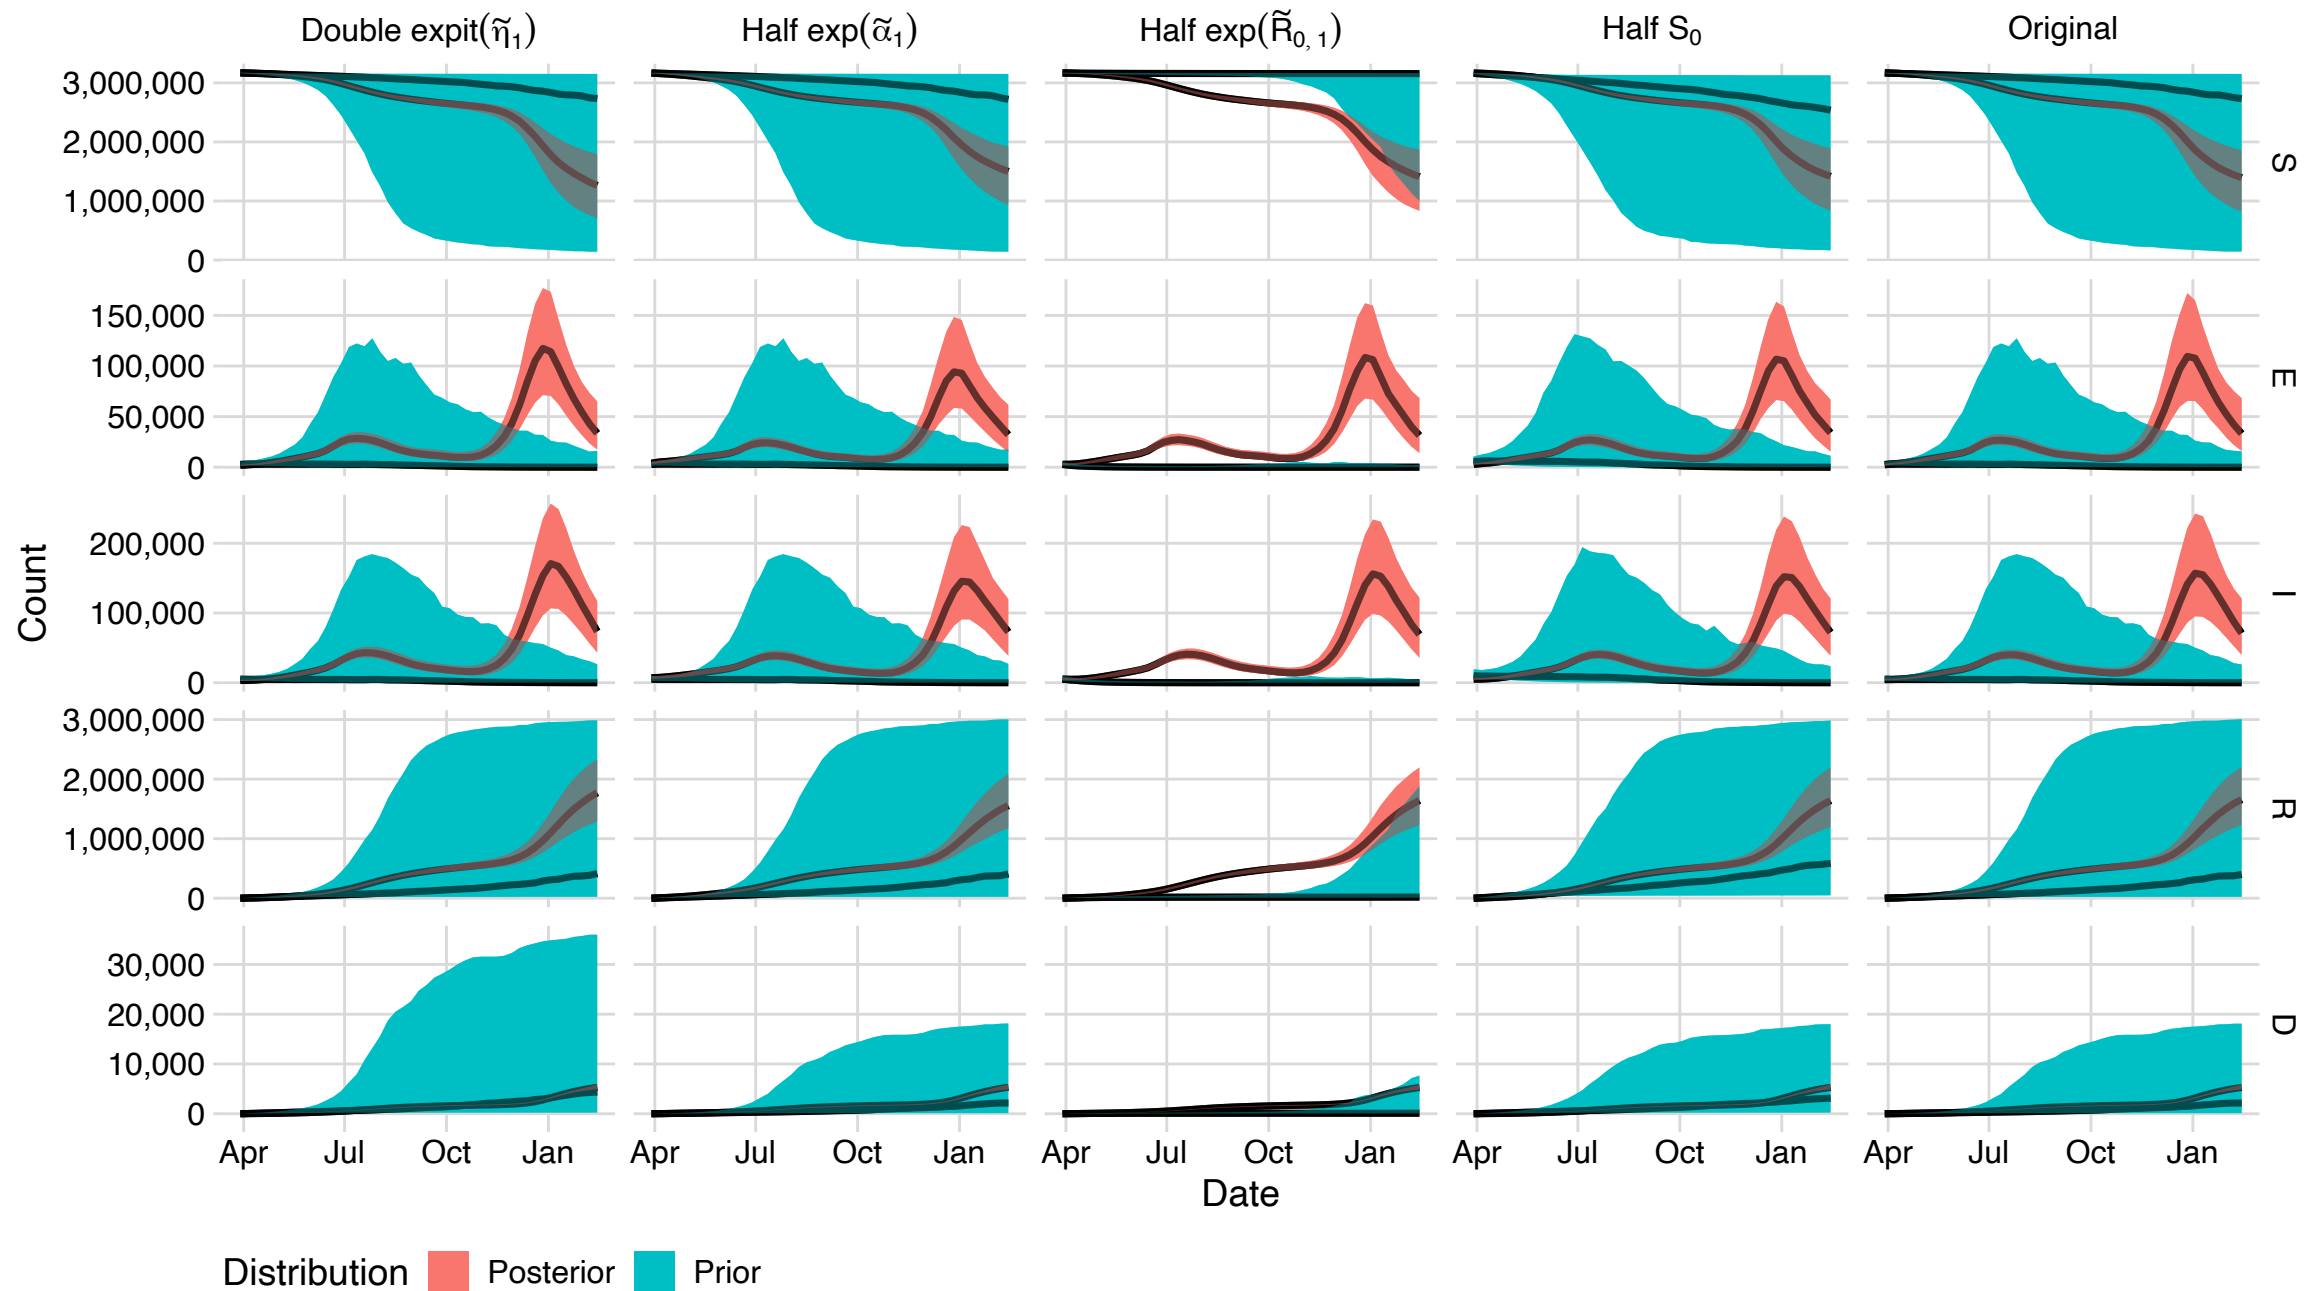 Double expit(η̃₁) Half exp(α̃₁) Half exp(R̃₀,₁) Half S₀ Original
3,000,000
2,000,000
1,000,000
0
S
150,000
100,000
50,000
0
E
200,000
100,000
0
I
3,000,000
2,000,000
1,000,000
0
R
30,000
20,000
10,000
0
D
Count
Apr Jul Oct Jan Apr Jul Oct Jan Apr Jul Oct Jan Apr Jul Oct Jan Apr Jul Oct Jan
Date
Distribution Posterior Prior